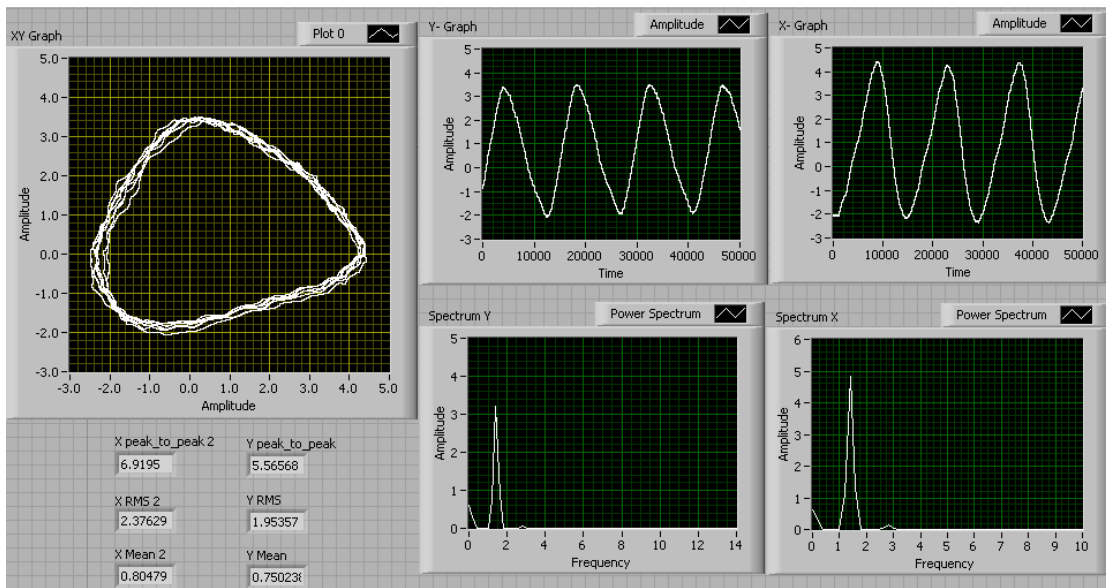 XY Graph
Plot 0
5.0
4.0
3.0
2.0
1.0
0.0
-1.0
-2.0
-3.0
Amplitude
-3.0 -2.0 -1.0 0.0 1.0 2.0 3.0 4.0 5.0
Amplitude
Y- Graph
Amplitude
5
4
3
2
1
0
-1
-2
-3
Amplitude
0 10000 20000 30000 40000 50000
Time
X- Graph
Amplitude
5
4
3
2
1
0
-1
-2
-3
Amplitude
0 10000 20000 30000 40000 50000
Time
Spectrum Y
Power Spectrum
5
4
3
2
1
0
Amplitude
0 2 4 6 8 10 12 14
Frequency
Spectrum X
Power Spectrum
6
5
4
3
2
1
0
Amplitude
0 1 2 3 4 5 6 7 8 9 10
Frequency
X peak_to_peak 2
6.9195
Y peak_to_peak
5.56568
X RMS 2
2.37629
Y RMS
1.95357
X Mean 2
0.80479
Y Mean